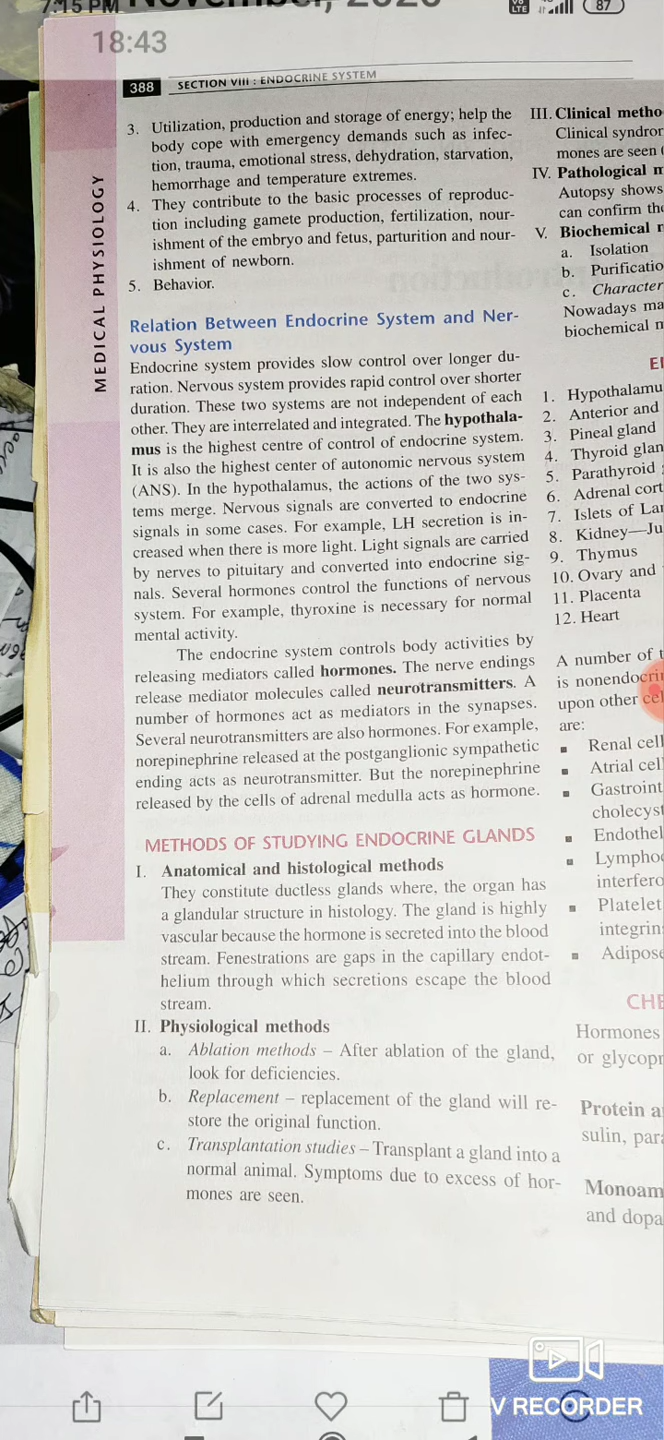 7:15 PM November, 2020
87
18:43
388 SECTION VIII : ENDOCRINE SYSTEM
MEDICAL PHYSIOLOGY
3. Utilization, production and storage of energy; help the
body cope with emergency demands such as infec-
tion, trauma, emotional stress, dehydration, starvation,
hemorrhage and temperature extremes.
4. They contribute to the basic processes of reproduc-
tion including gamete production, fertilization, nour-
ishment of the embryo and fetus, parturition and nour-
ishment of newborn.
5. Behavior.
Relation Between Endocrine System and Ner-
vous System
Endocrine system provides slow control over longer du-
ration. Nervous system provides rapid control over shorter
duration. These two systems are not independent of each
other. They are interrelated and integrated. The hypothala-
mus is the highest centre of control of endocrine system.
It is also the highest center of autonomic nervous system
(ANS). In the hypothalamus, the actions of the two sys-
tems merge. Nervous signals are converted to endocrine
signals in some cases. For example, LH secretion is in-
creased when there is more light. Light signals are carried
by nerves to pituitary and converted into endocrine sig-
nals. Several hormones control the functions of nervous
system. For example, thyroxine is necessary for normal
mental activity.
The endocrine system controls body activities by
releasing mediators called hormones. The nerve endings
release mediator molecules called neurotransmitters. A
number of hormones act as mediators in the synapses.
Several neurotransmitters are also hormones. For example,
norepinephrine released at the postganglionic sympathetic
ending acts as neurotransmitter. But the norepinephrine
released by the cells of adrenal medulla acts as hormone.
METHODS OF STUDYING ENDOCRINE GLANDS
I. Anatomical and histological methods
They constitute ductless glands where, the organ has
a glandular structure in histology. The gland is highly
vascular because the hormone is secreted into the blood
stream. Fenestrations are gaps in the capillary endot-
helium through which secretions escape the blood
stream.
II. Physiological methods
a. Ablation methods – After ablation of the gland,
look for deficiencies.
b. Replacement – replacement of the gland will re-
store the original function.
c. Transplantation studies – Transplant a gland into a
normal animal. Symptoms due to excess of hor-
mones are seen.
III. Clinical metho
Clinical syndror
mones are seen
IV. Pathological m
Autopsy shows
can confirm the
V. Biochemical
a. Isolation
b. Purificatio
c. Character
Nowadays ma
biochemical m
1. Hypothalamu
2. Anterior and
3. Pineal gland
4. Thyroid glan
5. Parathyroid
6. Adrenal cort
7. Islets of Lar
8. Kidney—Ju
9. Thymus
10. Ovary and
11. Placenta
12. Heart
A number of t
is nonendocrin
upon other cel
are:
Renal cell
Atrial cell
Gastroint
cholecyst
Endothel
Lympho
interfero
Platelet
integrin
Adipose
CHE
Hormones
or glycopr
Protein a
sulin, para
Monoam
and dopa
V RECORDER